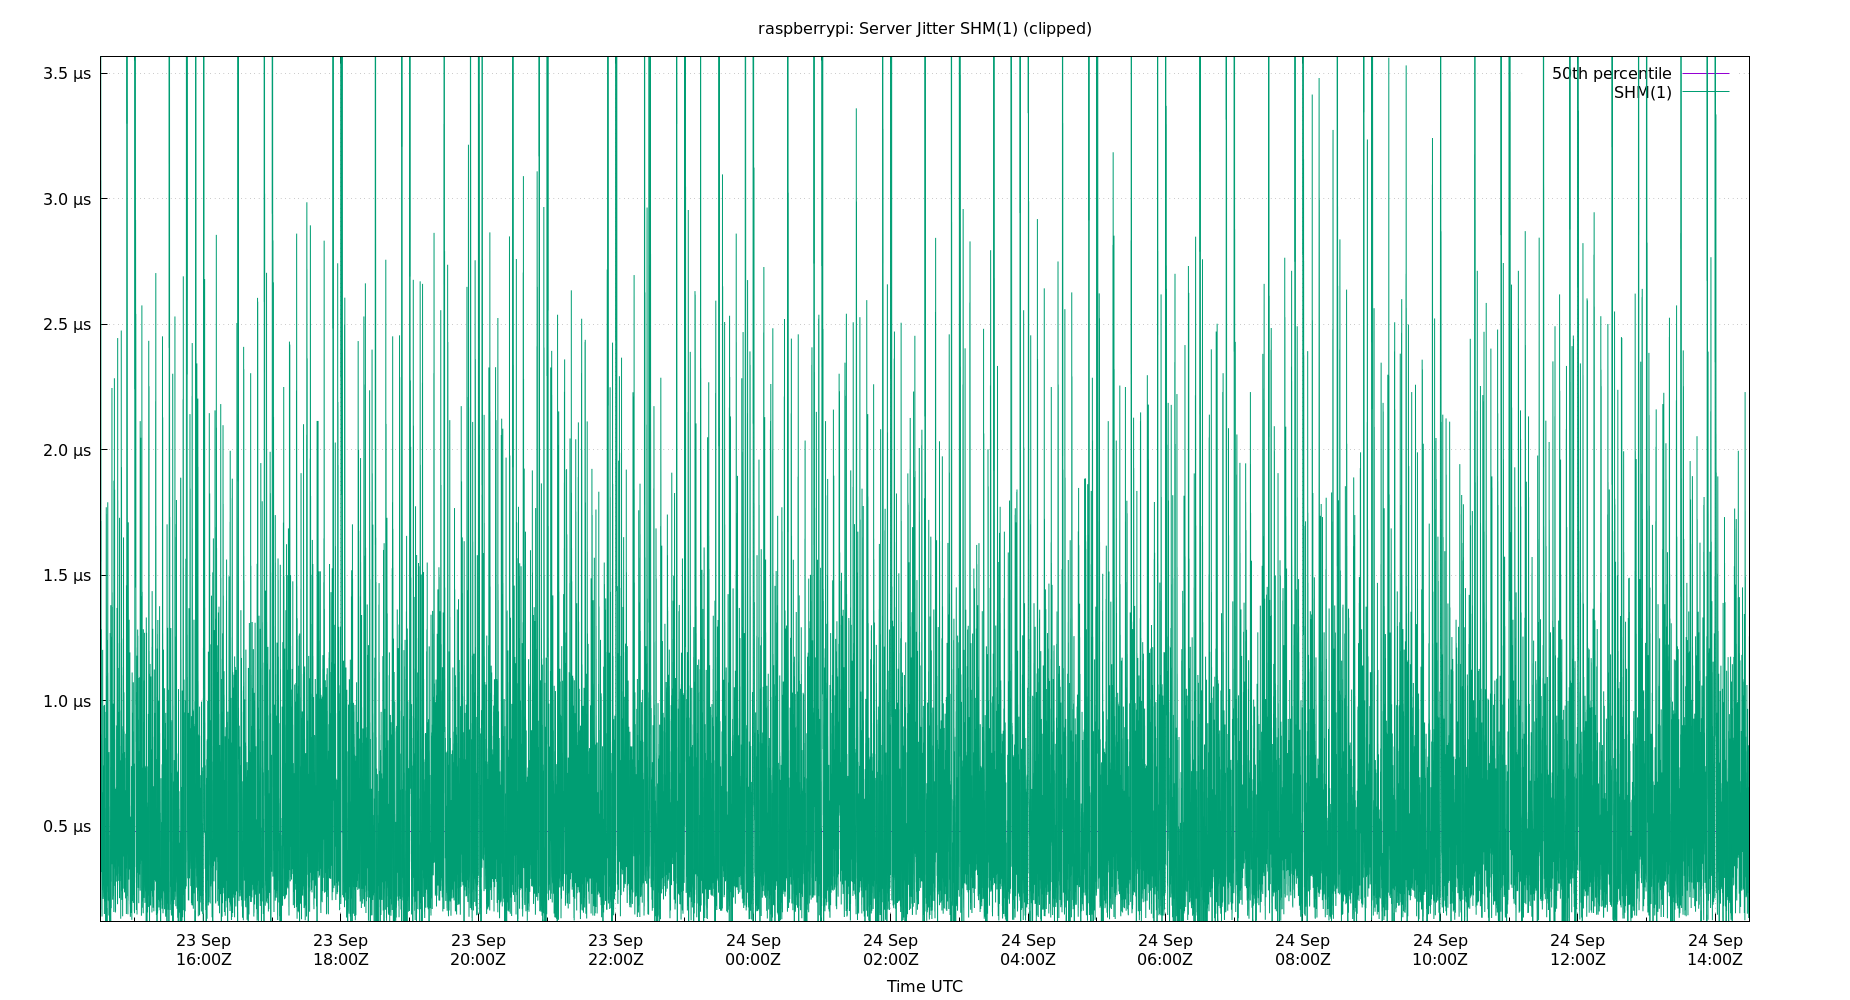 raspberrypi: Server Jitter SHM(1) (clipped)
3.5 µs
3.0 µs
2.5 µs
2.0 µs
1.5 µs
1.0 µs
0.5 µs
50th percentile
SHM(1)
23 Sep 23 Sep 23 Sep 23 Sep 24 Sep 24 Sep 24 Sep 24 Sep 24 Sep 24 Sep 24 Sep 24 Sep
16:00Z 18:00Z 20:00Z 22:00Z 00:00Z 02:00Z 04:00Z 06:00Z 08:00Z 10:00Z 12:00Z 14:00Z
Time UTC